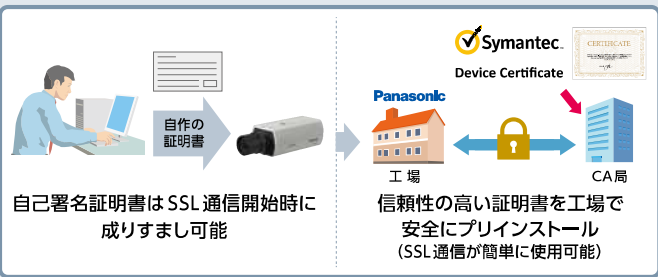 自作の
証明書
自己署名証明書はSSL通信開始時に
成りすまし可能
Symantec™
Device Certificate
CERTIFICATE
Panasonic
工場
CA局
信頼性の高い証明書を工場で
安全にプリインストール
（SSL通信が簡単に使用可能）